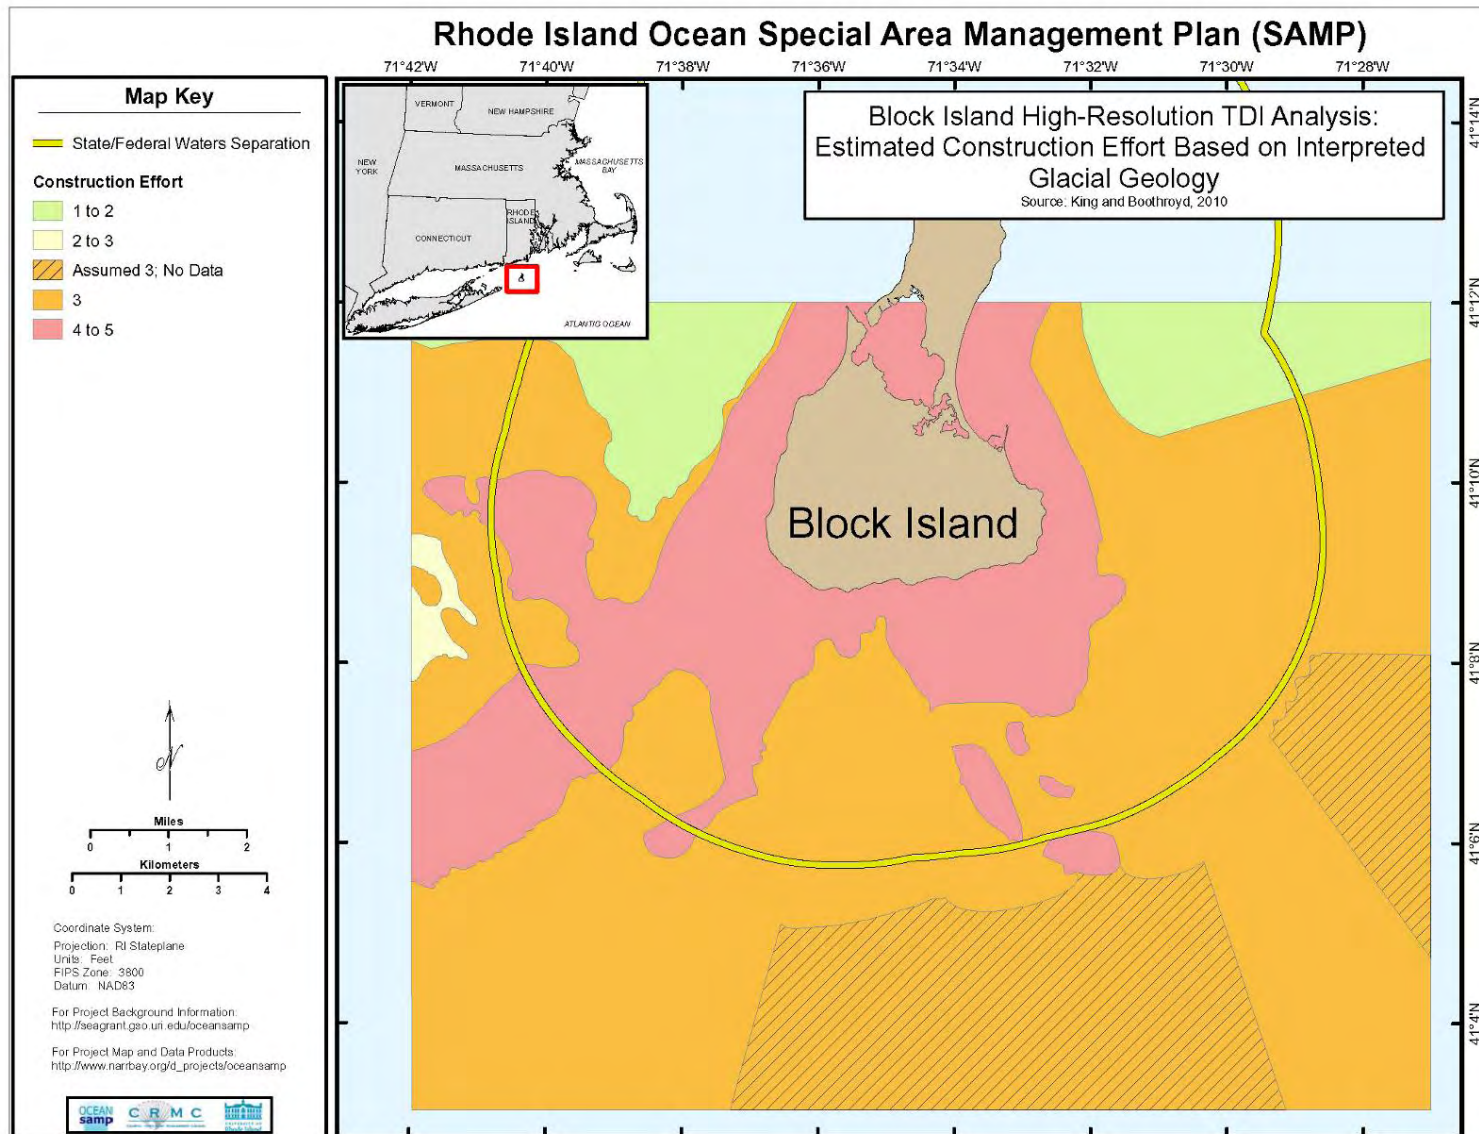 Rhode Island Ocean Special Area Management Plan (SAMP)
Map Key
State/Federal Waters Separation
Construction Effort
1 to 2
2 to 3
Assumed 3; No Data
3
4 to 5
N
Miles
0 1 2
Kilometers
0 1 2 3 4
Coordinate System:
Projection: RI Stateplane
Units: Feet
FIPS Zone: 3800
Datum: NAD83
For Project Background Information:
http://seagrant.gso.uri.edu/oceansamp
For Project Map and Data Products:
http://www.narrbay.org/d_projects/oceansamp
OCEAN
samp
C R M C
71°42'W 71°40'W 71°38'W 71°36'W 71°34'W 71°32'W 71°30'W 71°28'W
VERMONT
NEW HAMPSHIRE
NEW
YORK
MASSACHUSETTS
MASSACHUSETTS
BAY
CONNECTICUT
RHODE
ISLAND
ATLANTIC OCEAN
Block Island High-Resolution TDI Analysis:
Estimated Construction Effort Based on Interpreted
Glacial Geology
Source: King and Boothroyd, 2010
Block Island
41°14'N
41°12'N
41°10'N
41°8'N
41°6'N
41°4'N